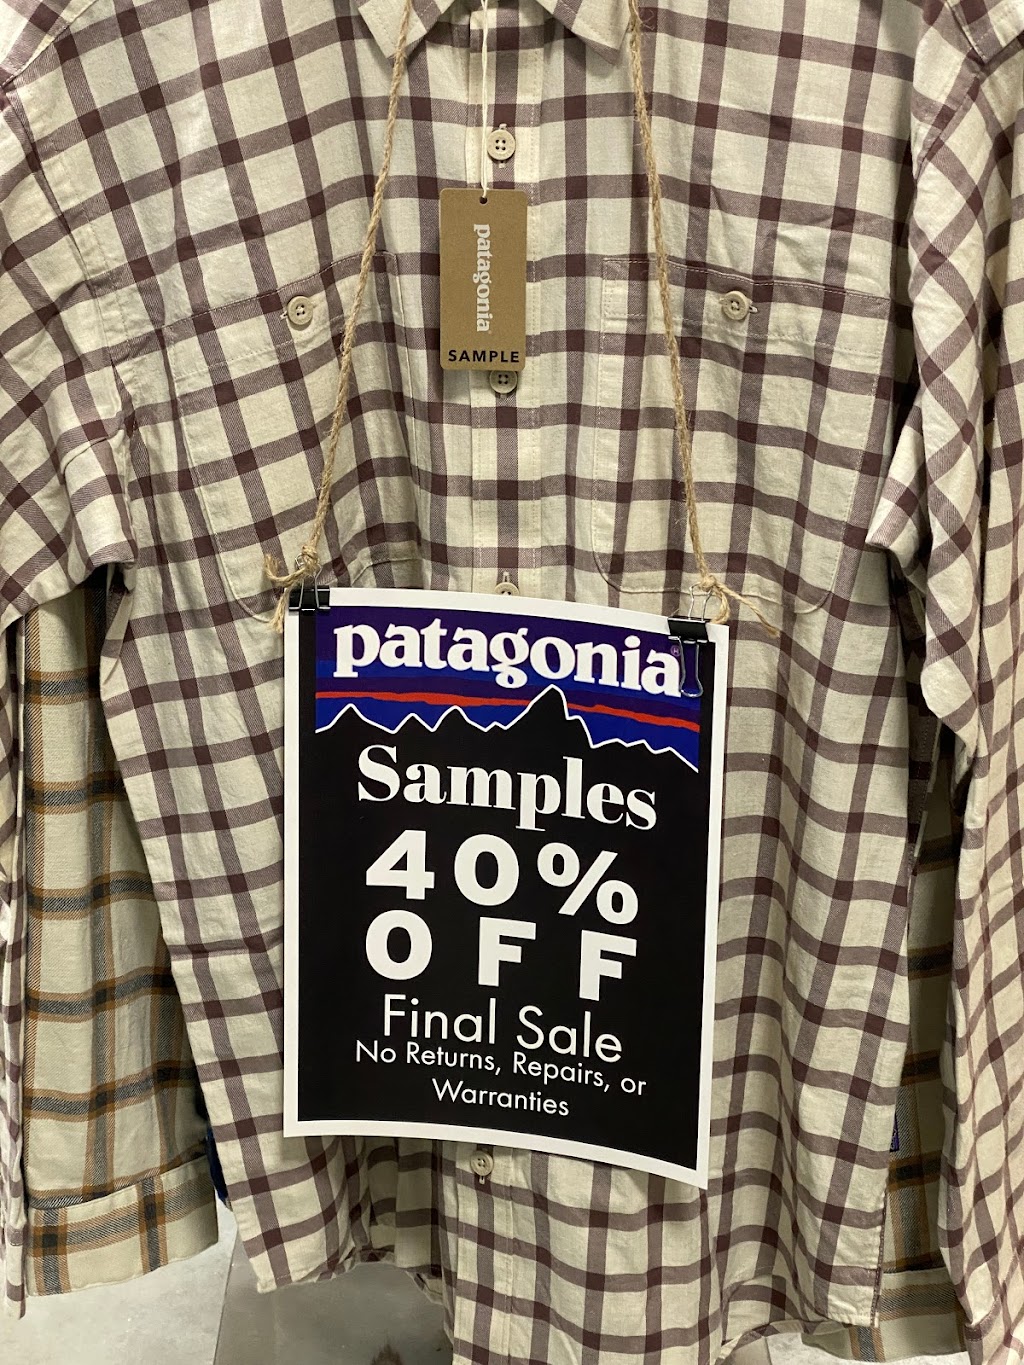 patagonia
SAMPLE
patagonia®
Samples
40%
OFF
Final Sale
No Returns, Repairs, or
Warranties